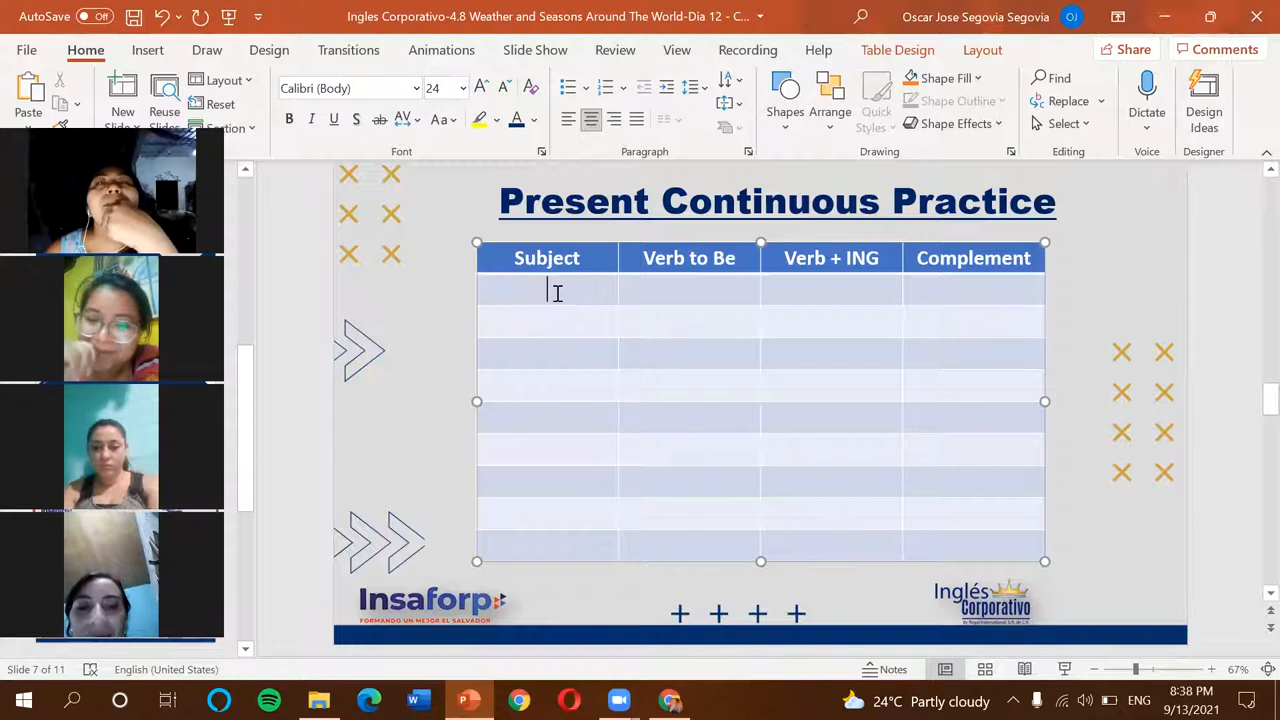 AutoSave Off Ingles Corporativo-4.8 Weather and Seasons Around The World-Dia 12 - C... Oscar Jose Segovia Segovia OJ
File Home Insert Draw Design Transitions Animations Slide Show Review View Recording Help Table Design Layout Share Comments
Paste New Slide Reuse Slides Layout Reset Section Calibri (Body) 24 Shapes Arrange Quick Styles Shape Fill Shape Outline Shape Effects Find Replace Select Dictate Design Ideas
Font Paragraph Drawing Editing Voice Designer
Present Continuous Practice
Subject Verb to Be Verb + ING Complement
Insaforp
FORMANDO UN MEJOR EL SALVADOR
Inglés
Corporativo
Slide 7 of 11 English (United States) Notes 67%
24°C Partly cloudy ENG 8:38 PM
9/13/2021